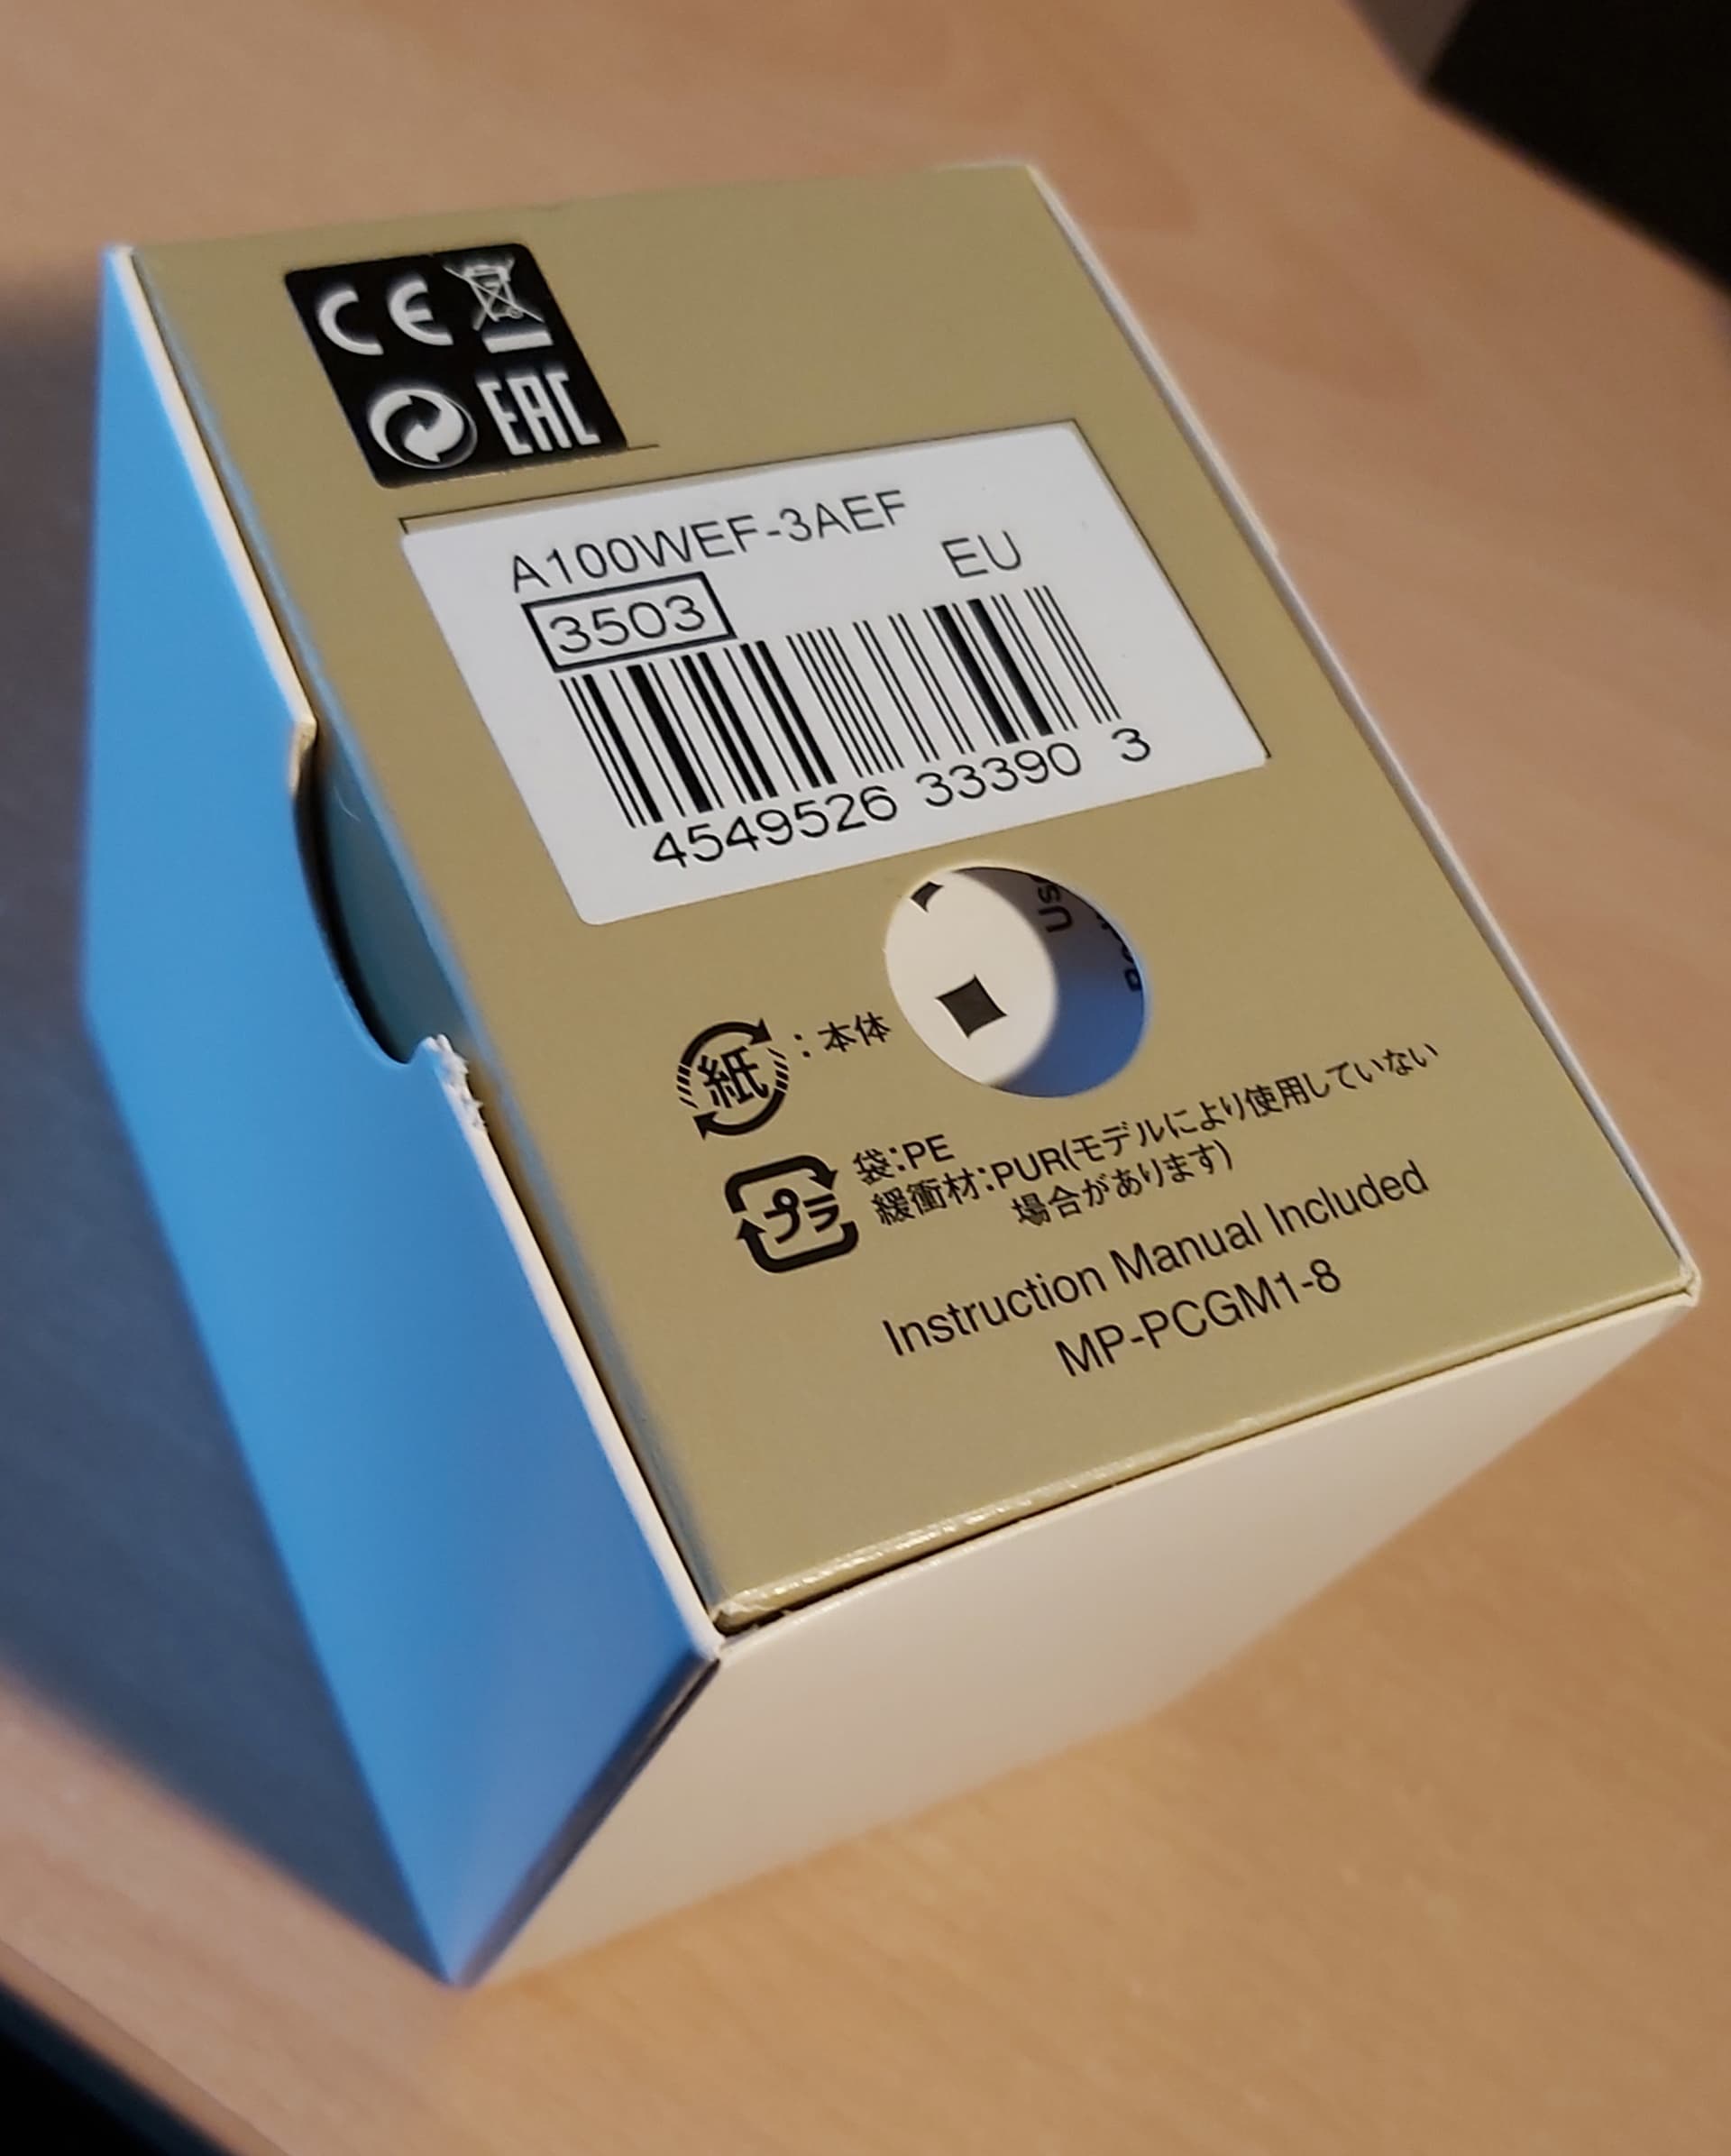 CE
EAC
A100WEF-3AEF
EU
3503
4549526 33390 3
紙 : 本体
プラ 袋:PE
緩衝材:PUR(モデルにより使用していない
場合があります)
Instruction Manual Included
MP-PCGM1-8